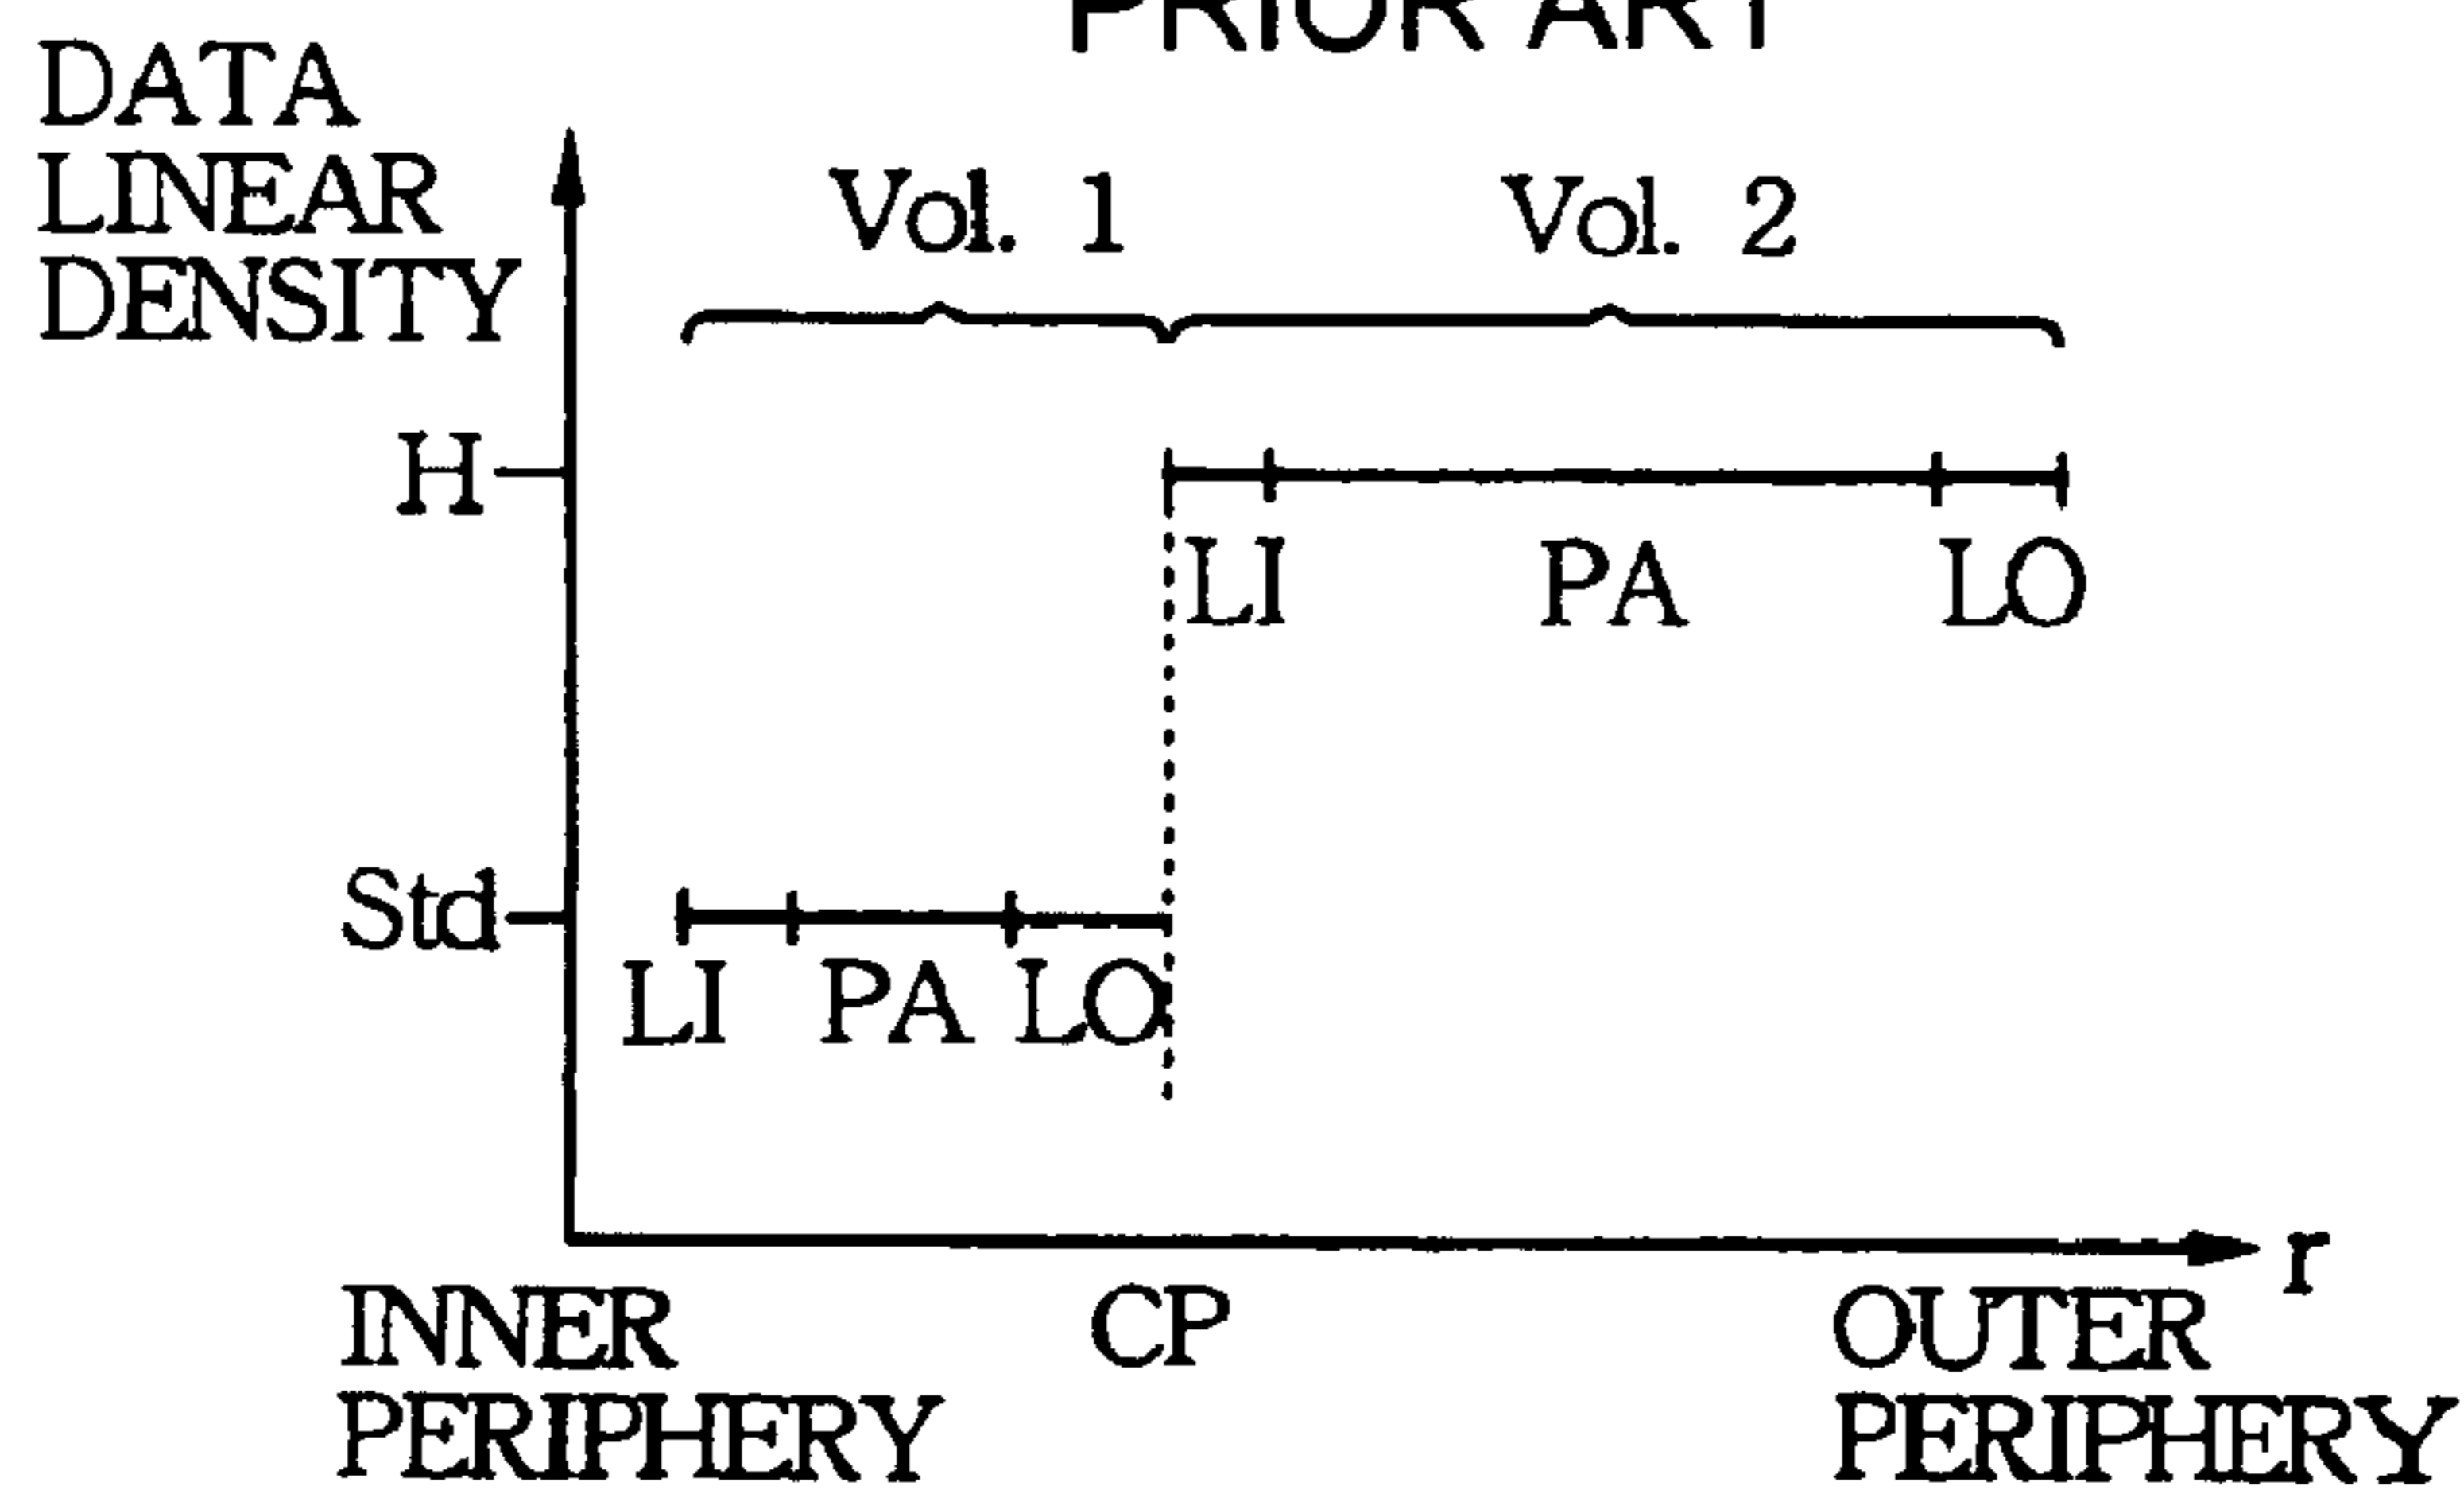 PRIOR ART
DATA
LINEAR
DENSITY
Vol. 1
Vol. 2
H
LI
PA
LO
Std
LI
PA
LO
r
INNER
PERIPHERY
CP
OUTER
PERIPHERY